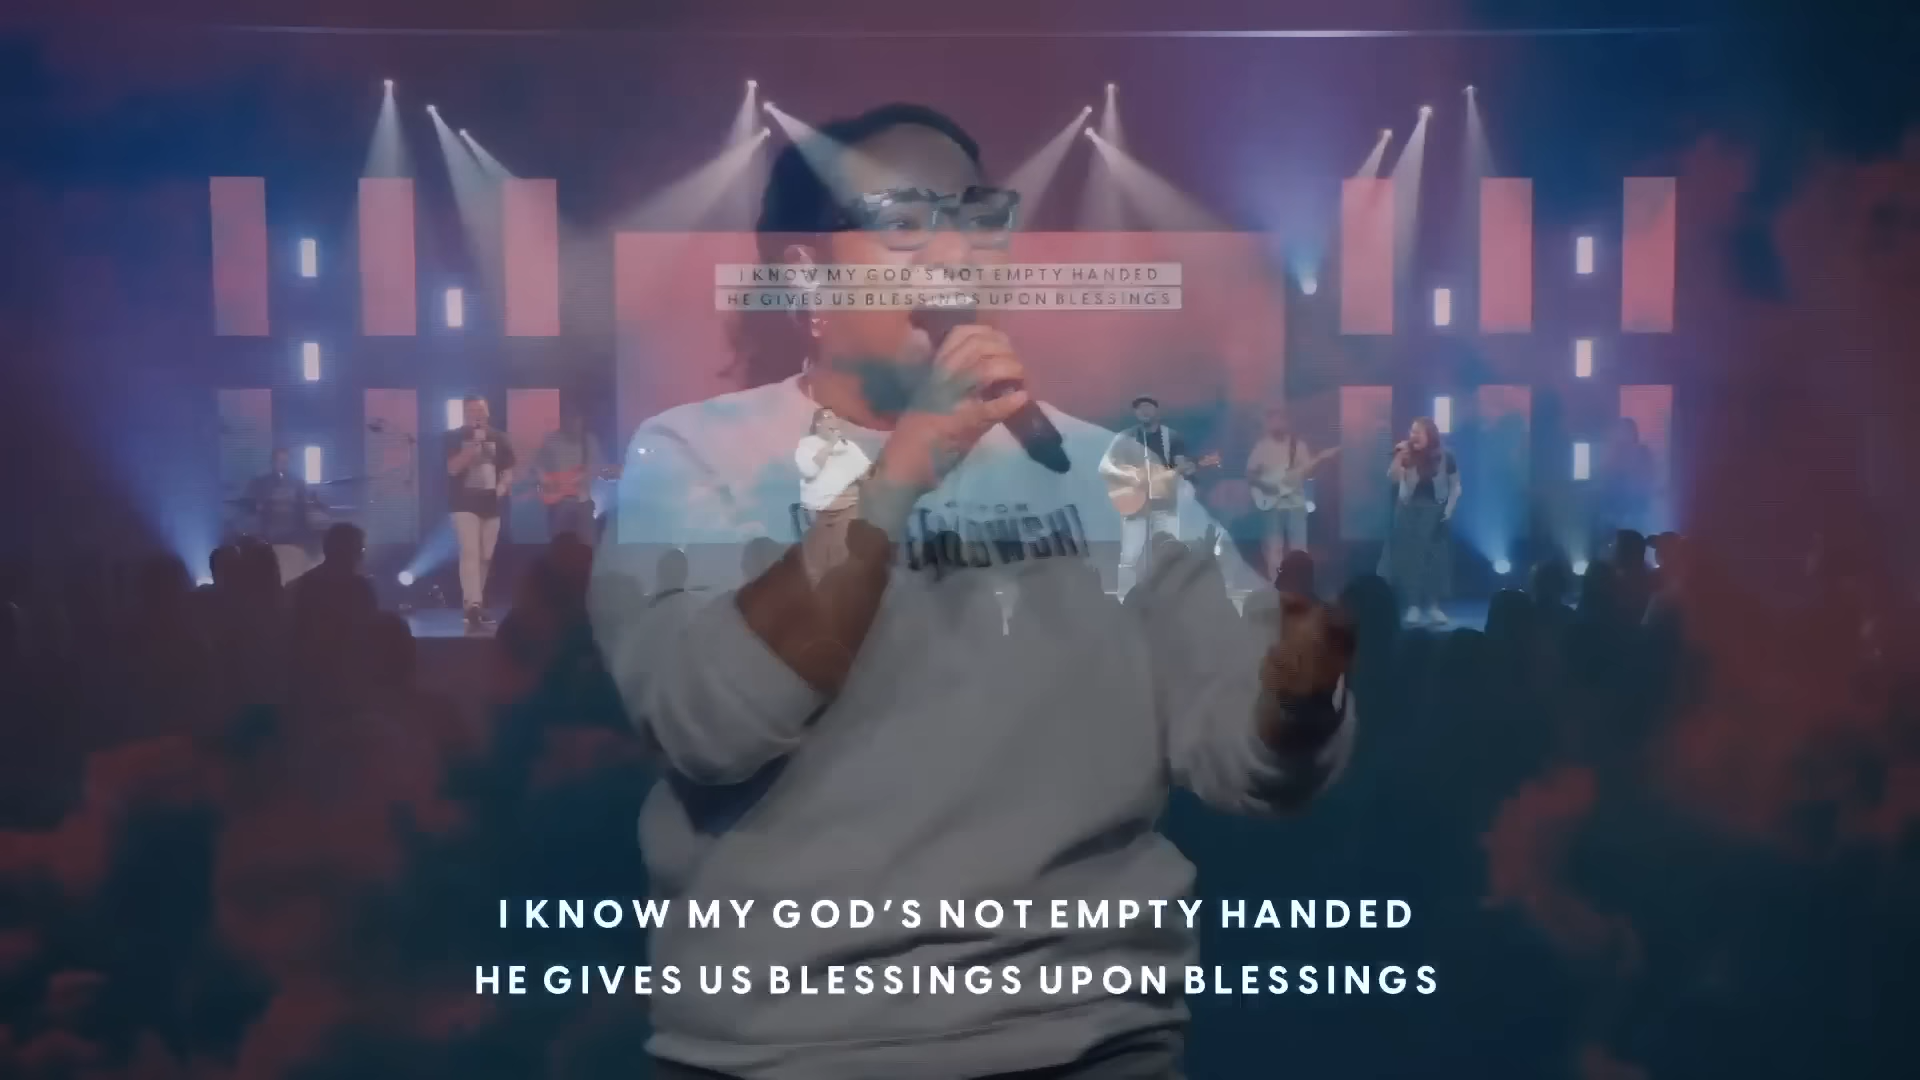 I KNOW MY GOD'S NOT EMPTY HANDED
HE GIVES US BLESSINGS UPON BLESSINGS
I KNOW MY GOD’S NOT EMPTY HANDED
HE GIVES US BLESSINGS UPON BLESSINGS